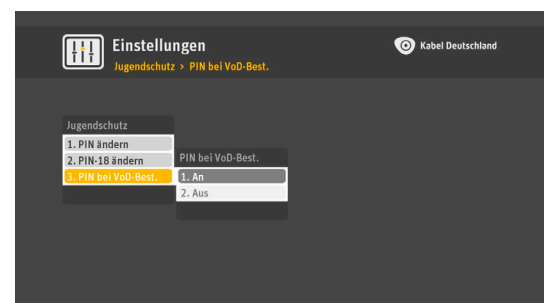 Einstellungen
Kabel Deutschland
Jugendschutz > PIN bei VoD-Best.
Jugendschutz
1. PIN ändern
2. PIN-18 ändern
3. PIN bei VoD-Best.
PIN bei VoD-Best.
1. An
2. Aus